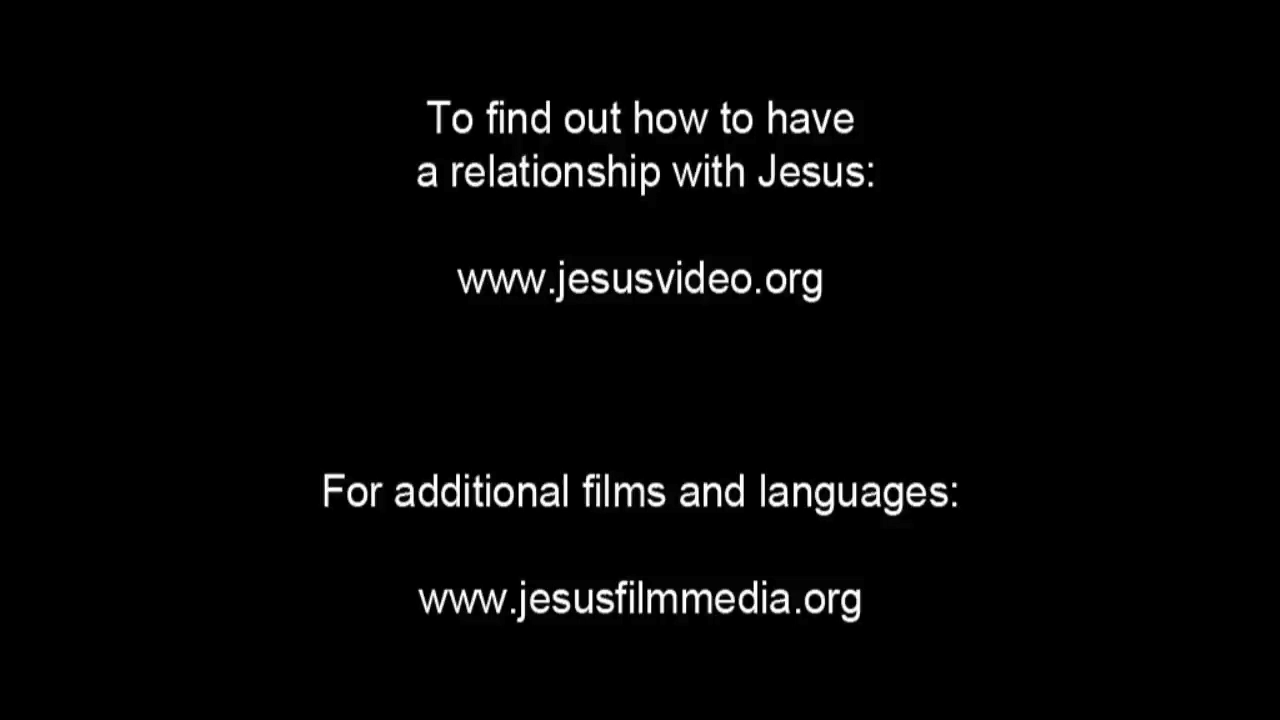 To find out how to have
a relationship with Jesus:
www.jesusvideo.org
For additional films and languages:
www.jesusfilmmedia.org